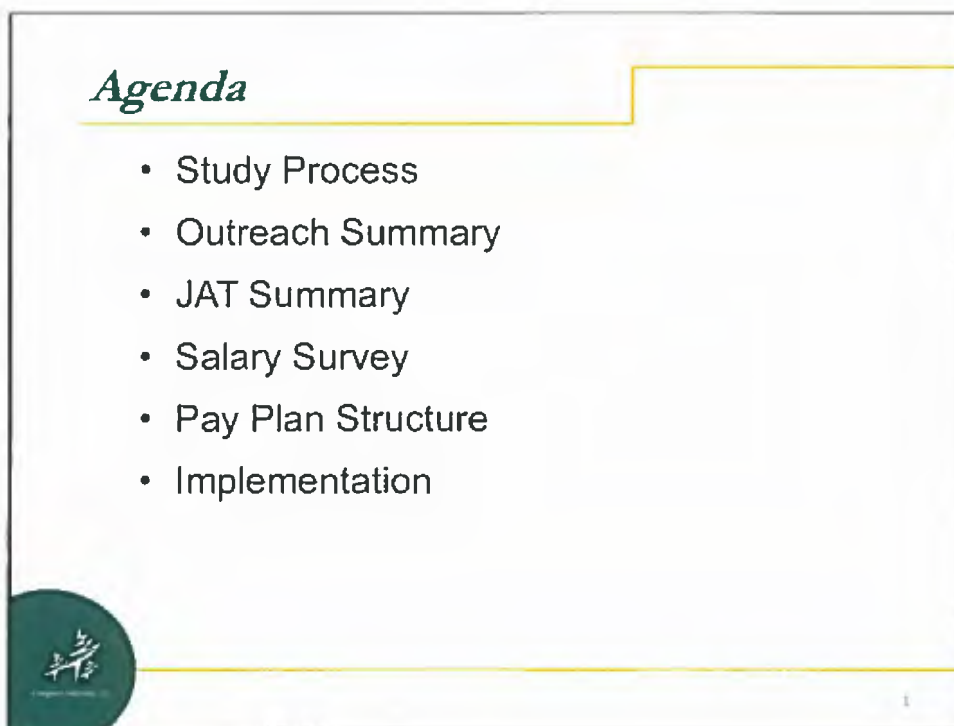 Agenda
• Study Process
• Outreach Summary
• JAT Summary
• Salary Survey
• Pay Plan Structure
• Implementation
1